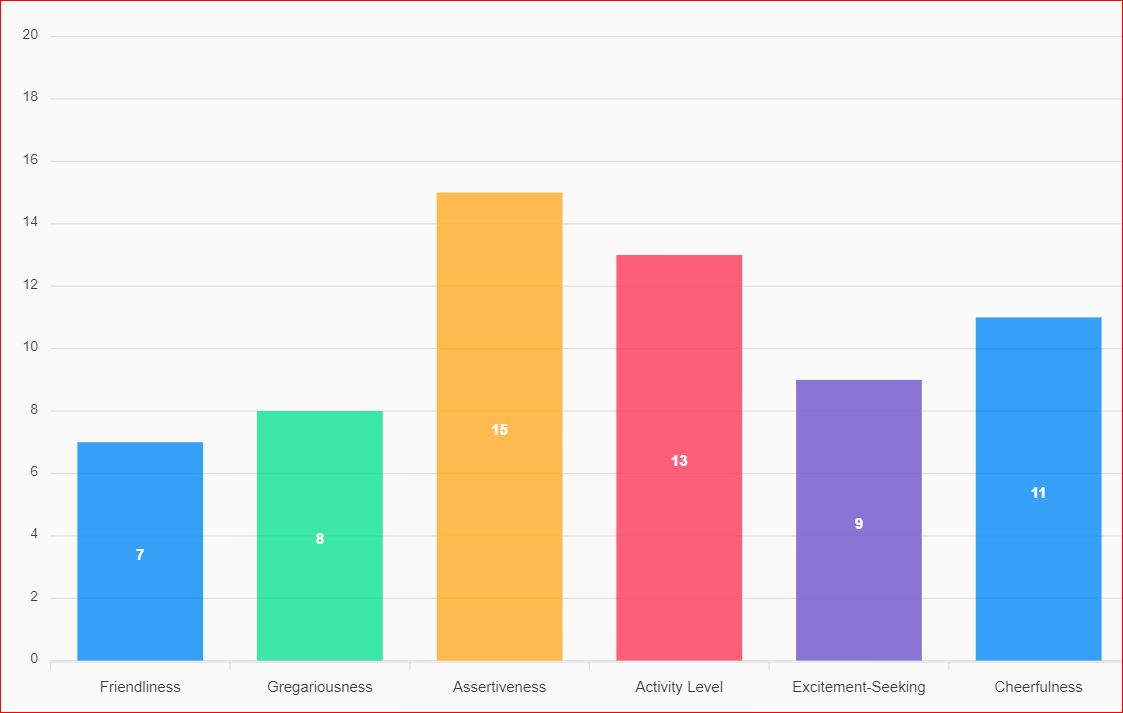 20
18
16
14
12
10
8
6
4
2
0
7
8
15
13
9
11
Friendliness
Gregariousness
Assertiveness
Activity Level
Excitement-Seeking
Cheerfulness